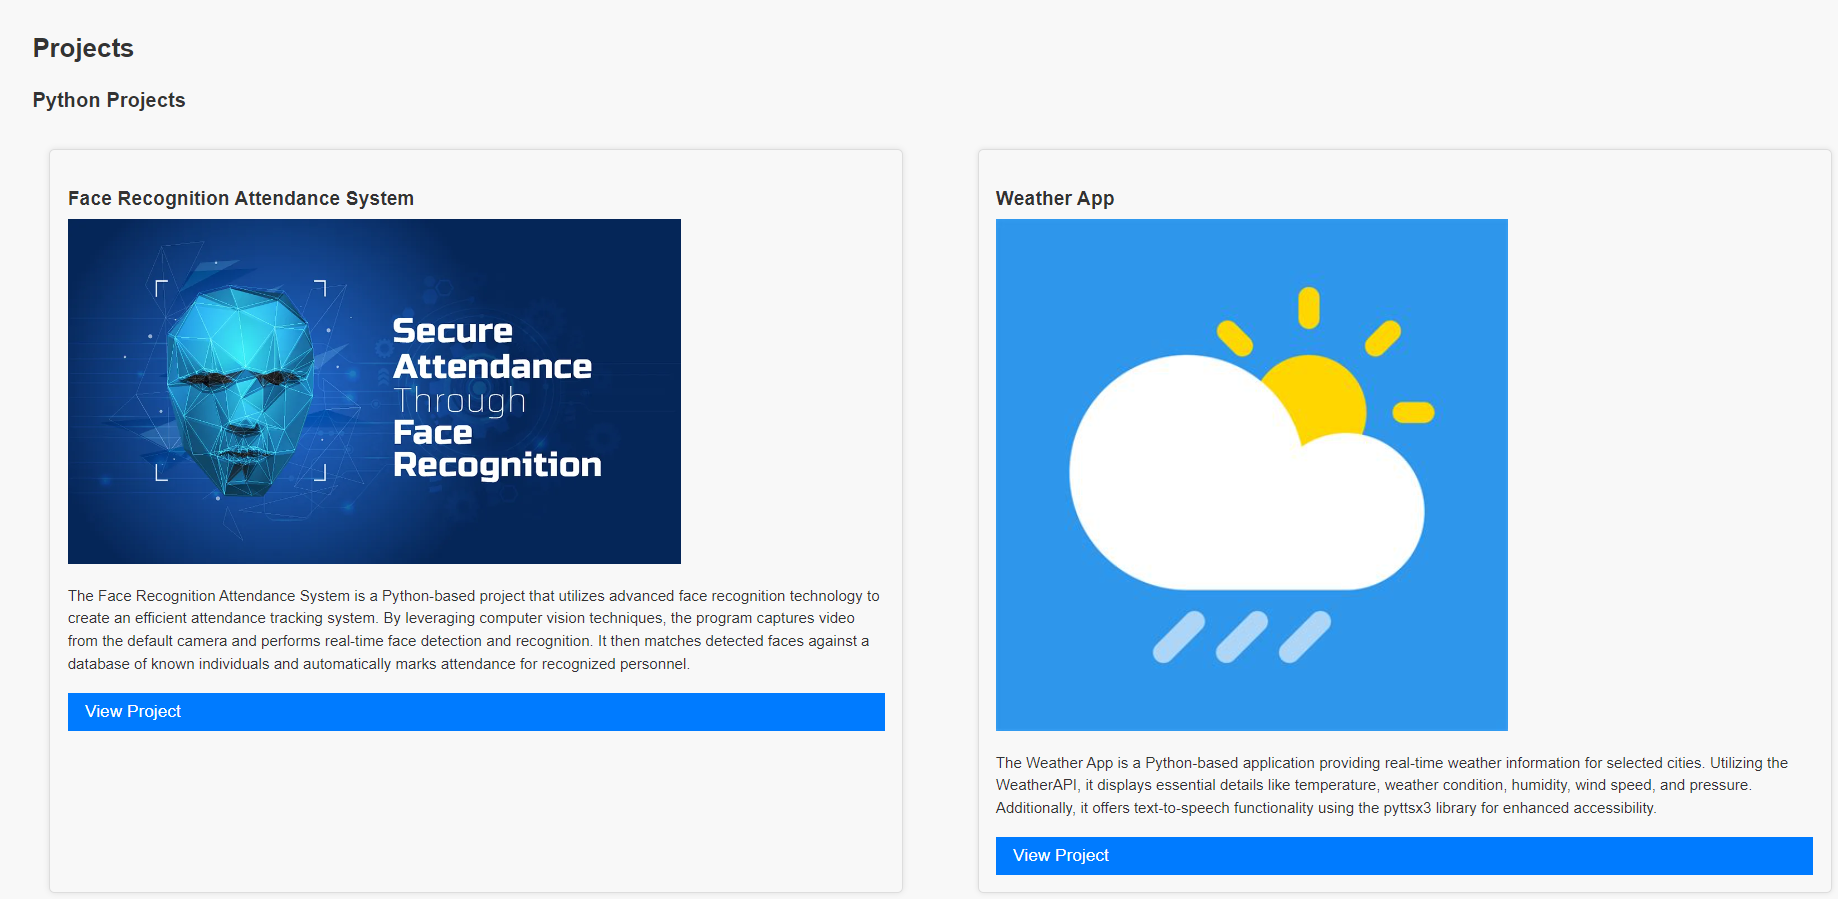 Projects
Python Projects
Face Recognition Attendance System
Secure
Attendance
Through
Face
Recognition
The Face Recognition Attendance System is a Python-based project that utilizes advanced face recognition technology to
create an efficient attendance tracking system. By leveraging computer vision techniques, the program captures video
from the default camera and performs real-time face detection and recognition. It then matches detected faces against a
database of known individuals and automatically marks attendance for recognized personnel.
View Project
Weather App
The Weather App is a Python-based application providing real-time weather information for selected cities. Utilizing the
WeatherAPI, it displays essential details like temperature, weather condition, humidity, wind speed, and pressure.
Additionally, it offers text-to-speech functionality using the pyttsx3 library for enhanced accessibility.
View Project